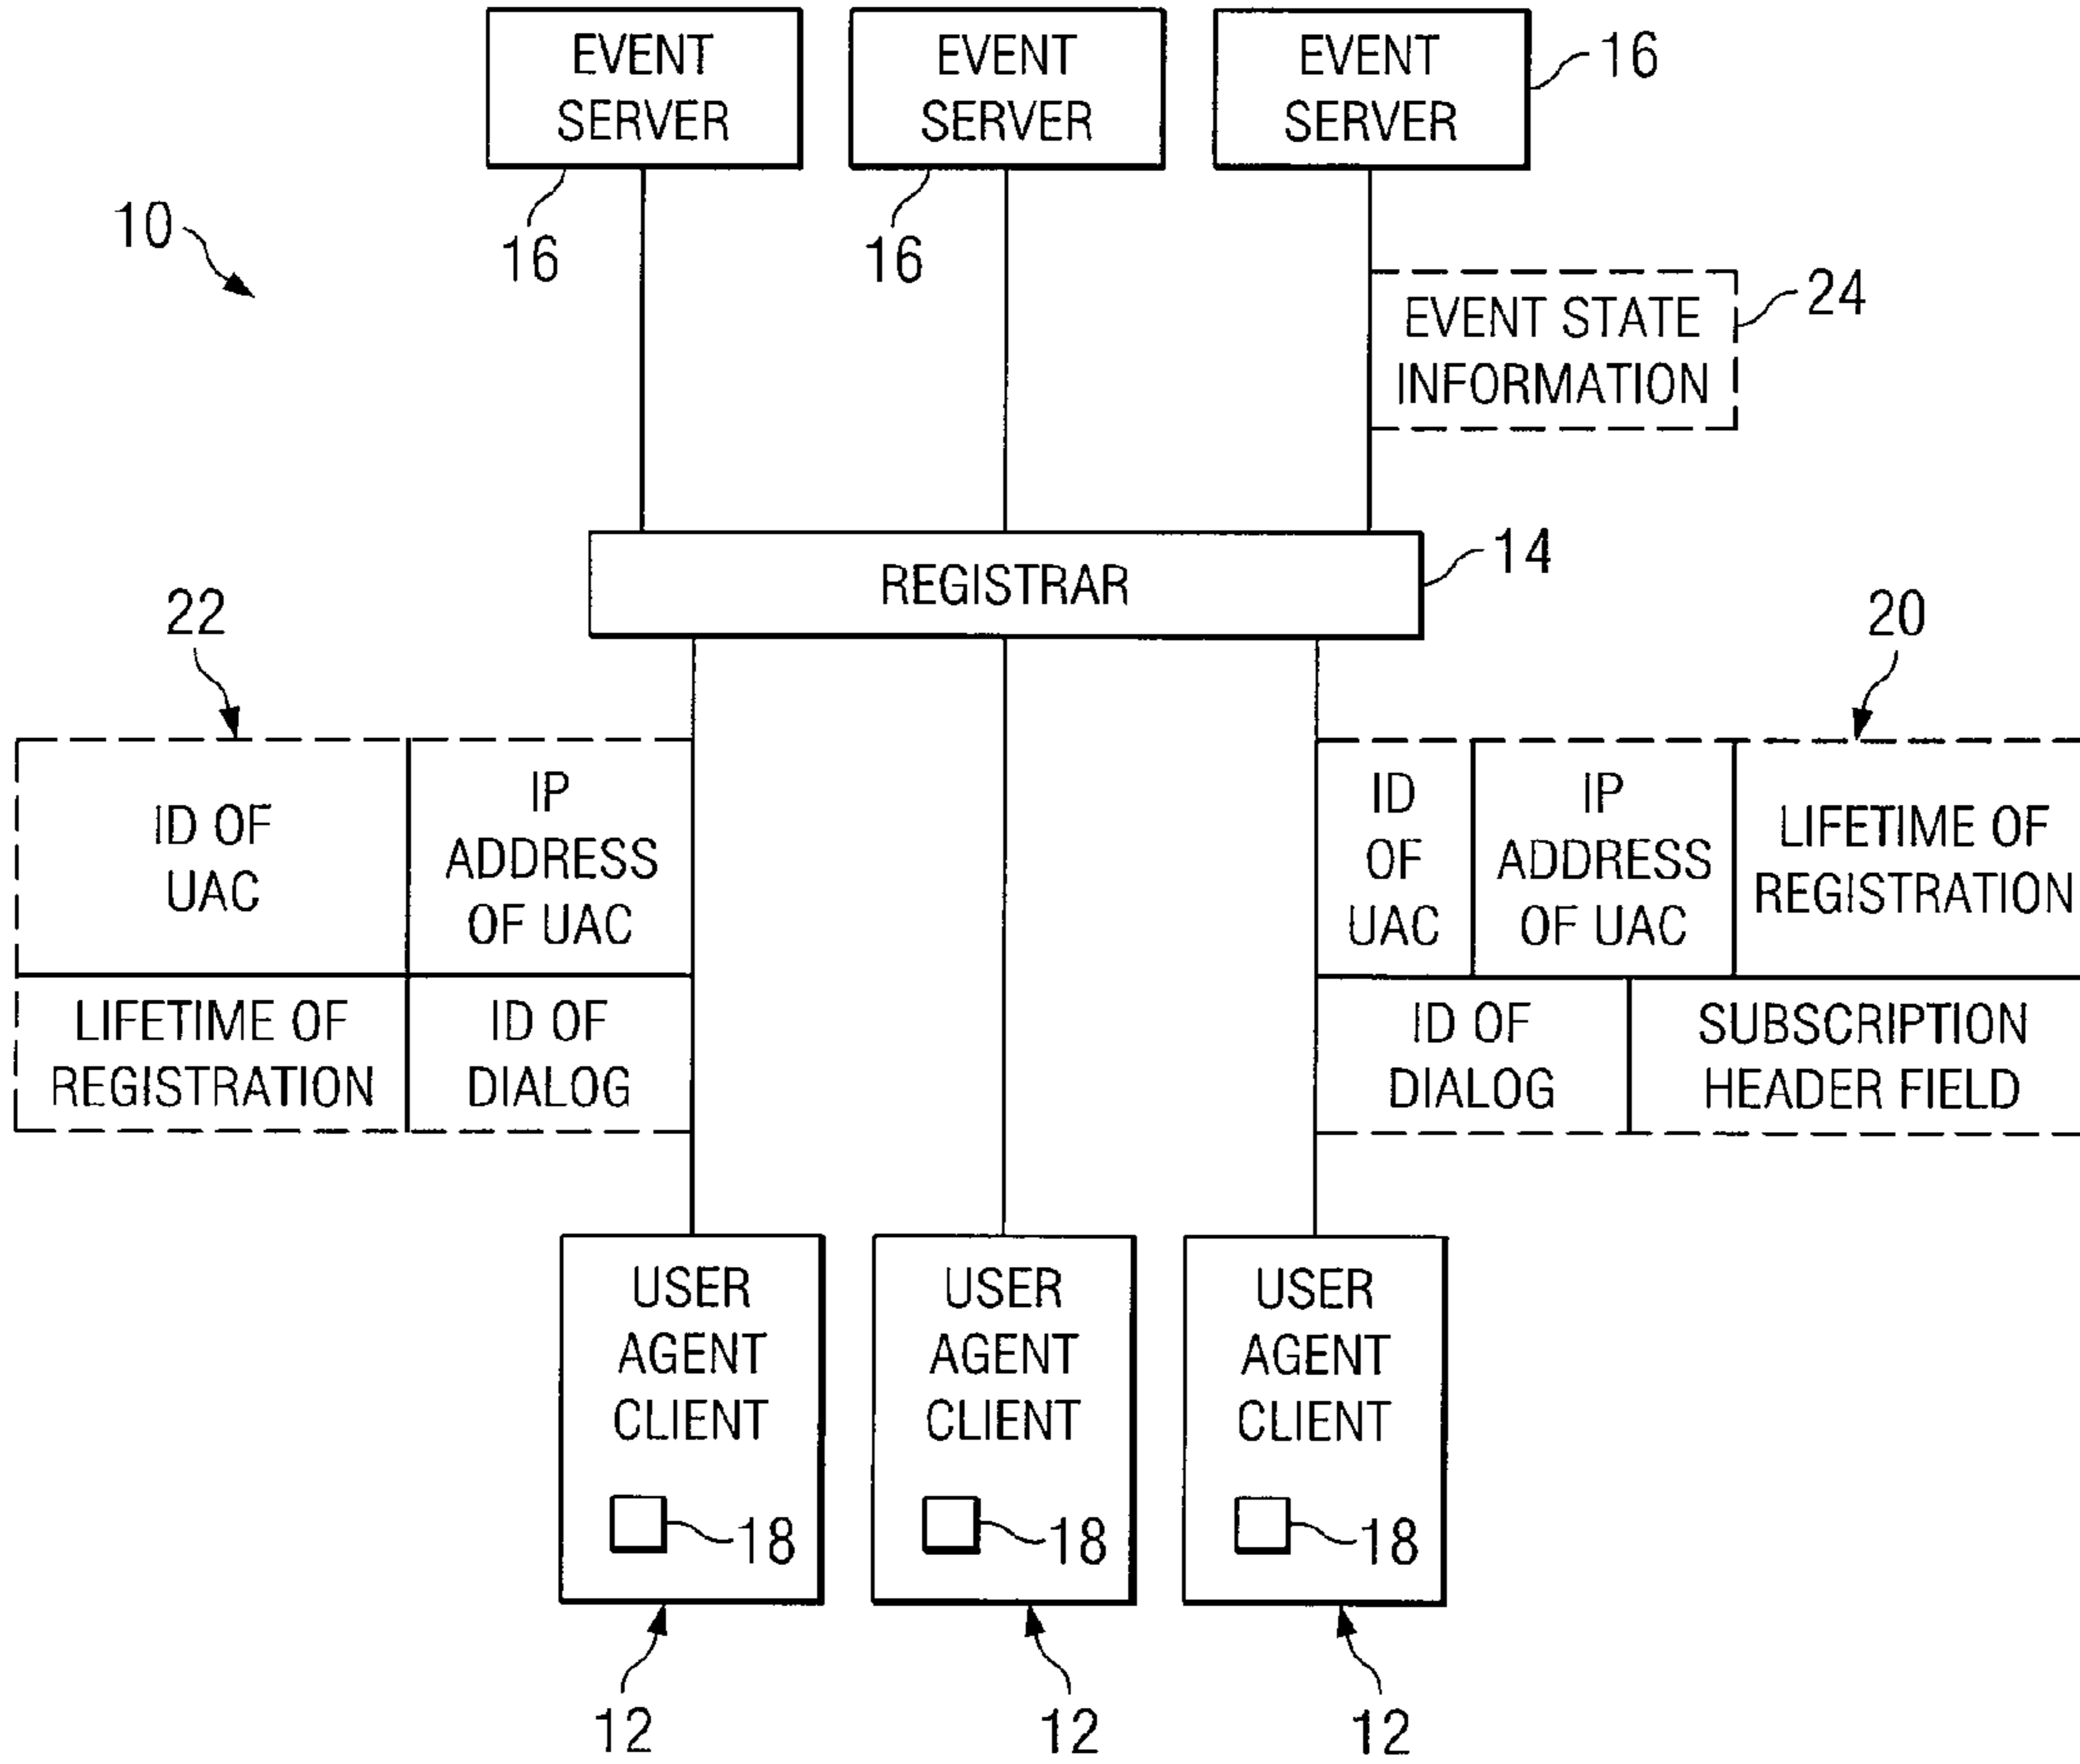 EVENT
SERVER
EVENT
SERVER
EVENT
SERVER
16
16
16
10
EVENT STATE
INFORMATION
24
REGISTRAR
14
22
20
ID OF
UAC
IP
ADDRESS
OF UAC
LIFETIME OF
REGISTRATION
ID OF
DIALOG
ID
OF
UAC
IP
ADDRESS
OF UAC
LIFETIME OF
REGISTRATION
ID OF
DIALOG
SUBSCRIPTION
HEADER FIELD
USER
AGENT
CLIENT
18
USER
AGENT
CLIENT
18
USER
AGENT
CLIENT
18
12
12
12